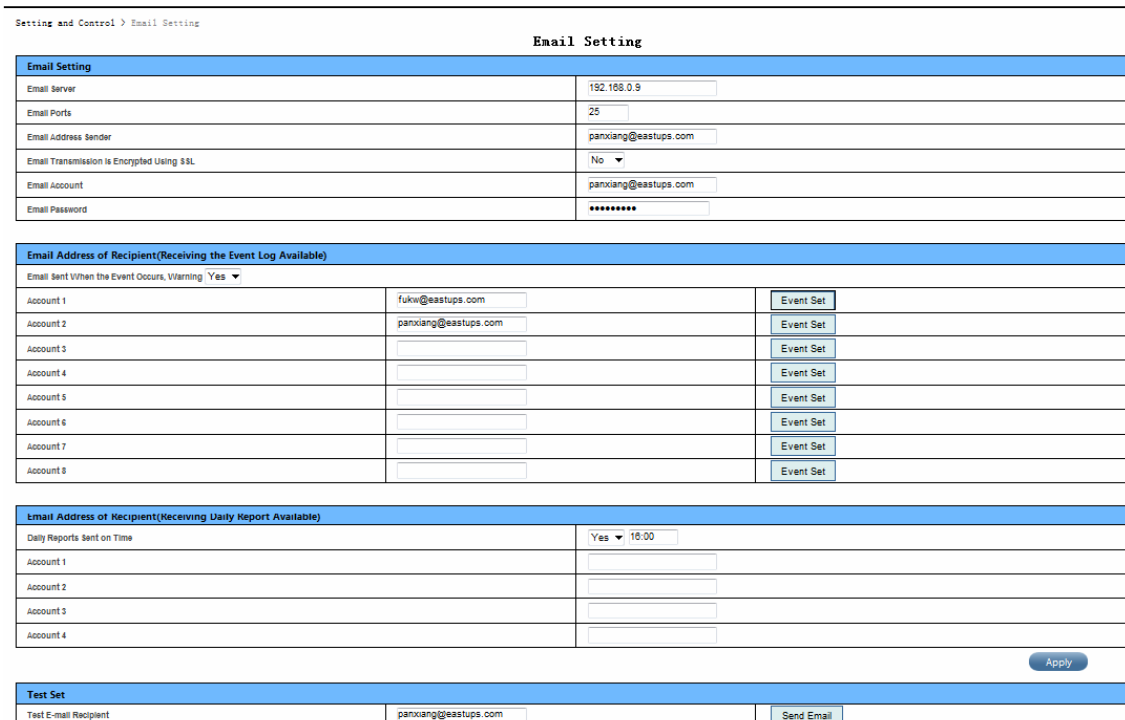 Setting and Control > Email Setting
Email Setting
Email Setting
Email Server 192.168.0.9
Email Ports 25
Email Address Sender panxiang@eastups.com
Email Transmission is Encrypted Using SSL No
Email Account panxiang@eastups.com
Email Password •••••••••
Email Address of Recipient(Receiving the Event Log Available)
Email Sent When the Event Occurs, Warning Yes
Account 1 fukw@eastups.com Event Set
Account 2 panxiang@eastups.com Event Set
Account 3 Event Set
Account 4 Event Set
Account 5 Event Set
Account 6 Event Set
Account 7 Event Set
Account 8 Event Set
Email Address of Recipient(Receiving Daily Report Available)
Daily Reports Sent on Time Yes 16:00
Account 1
Account 2
Account 3
Account 4
Apply
Test Set
Test E-mail Recipient panxiang@eastups.com Send Email